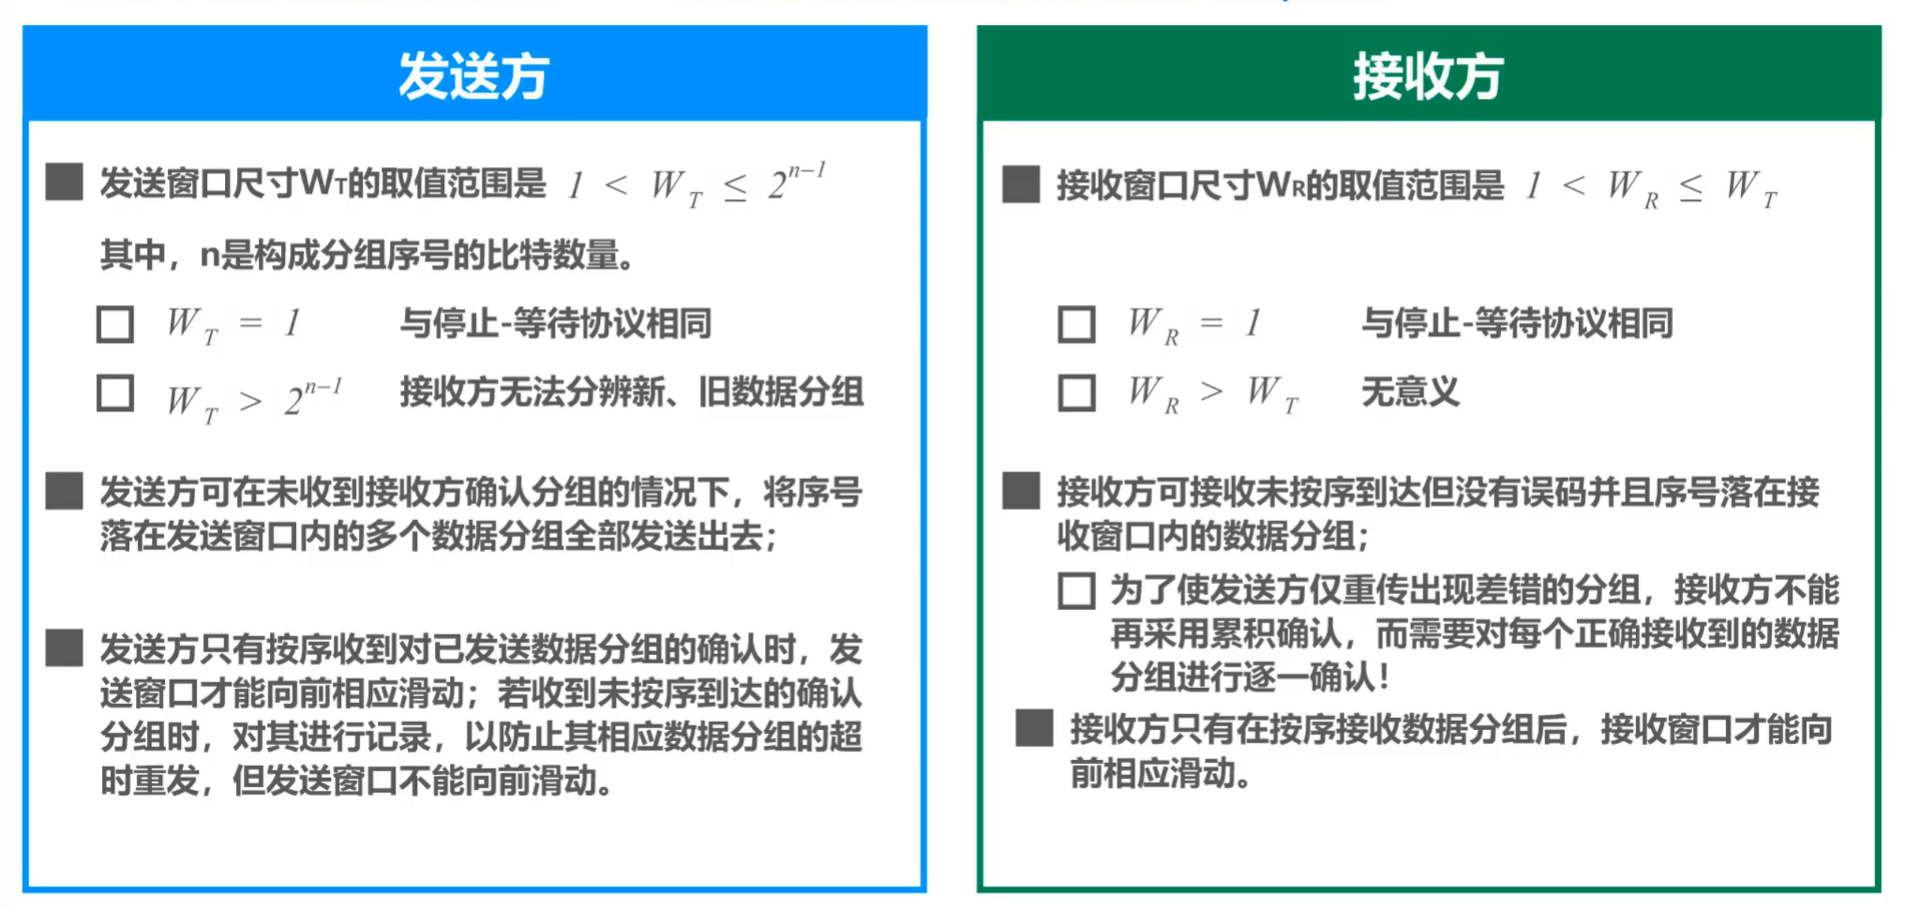 发送方
发送窗口尺寸WT的取值范围是 1 < W_T ≤ 2^{n-1}
其中，n是构成分组序号的比特数量。
W_T = 1 与停止-等待协议相同
W_T > 2^{n-1} 接收方无法分辨新、旧数据分组
发送方可在未收到接收方确认分组的情况下，将序号
落在发送窗口内的多个数据分组全部发送出去；
发送方只有按序收到对已发送数据分组的确认时，发
送窗口才能向前相应滑动；若收到未按序到达的确认
分组时，对其进行记录，以防止其相应数据分组的超
时重发，但发送窗口不能向前滑动。
接收方
接收窗口尺寸WR的取值范围是 1 < W_R ≤ W_T
W_R = 1 与停止-等待协议相同
W_R > W_T 无意义
接收方可接收未按序到达但没有误码并且序号落在接
收窗口内的数据分组；
为了使发送方仅重传出现差错的分组，接收方不能
再采用累积确认，而需要对每个正确接收到的数据
分组进行逐一确认！
接收方只有在按序接收数据分组后，接收窗口才能向
前相应滑动。